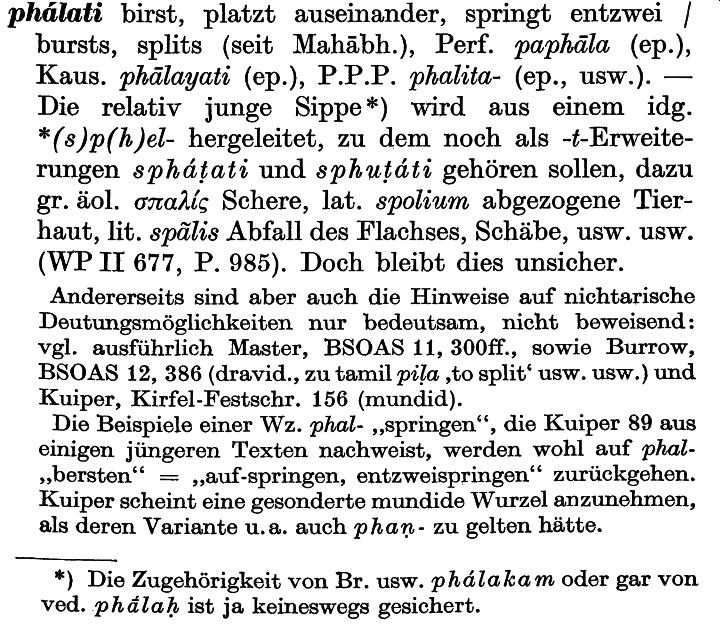 phálati birst, platzt auseinander, springt entzwei /
bursts, splits (seit Mahābh.), Perf. paphāla (ep.),
Kaus. phālayati (ep.), P.P.P. phalita- (ep., usw.). —
Die relativ junge Sippe*) wird aus einem idg.
*(s)p(h)el- hergeleitet, zu dem noch als -t-Erweite-
rungen spháṭati und sphuṭáti gehören sollen, dazu
gr. äol. σπαλίς Schere, lat. spolium abgezogene Tier-
haut, lit. spãlis Abfall des Flachses, Schäbe, usw. usw.
(WP II 677, P. 985). Doch bleibt dies unsicher.
Andererseits sind aber auch die Hinweise auf nichtarische
Deutungsmöglichkeiten nur bedeutsam, nicht beweisend:
vgl. ausführlich Master, BSOAS 11, 300ff., sowie Burrow,
BSOAS 12, 386 (dravid., zu tamil piḷa ‚to split‘ usw. usw.) und
Kuiper, Kirfel-Festschr. 156 (mundid).
Die Beispiele einer Wz. phal- „springen“, die Kuiper 89 aus
einigen jüngeren Texten nachweist, werden wohl auf phal-
„bersten“ = „auf-springen, entzweispringen“ zurückgehen.
Kuiper scheint eine gesonderte mundide Wurzel anzunehmen,
als deren Variante u.a. auch phaṇ- zu gelten hätte.
*) Die Zugehörigkeit von Br. usw. phálakam oder gar von
ved. phā́laḥ ist ja keineswegs gesichert.